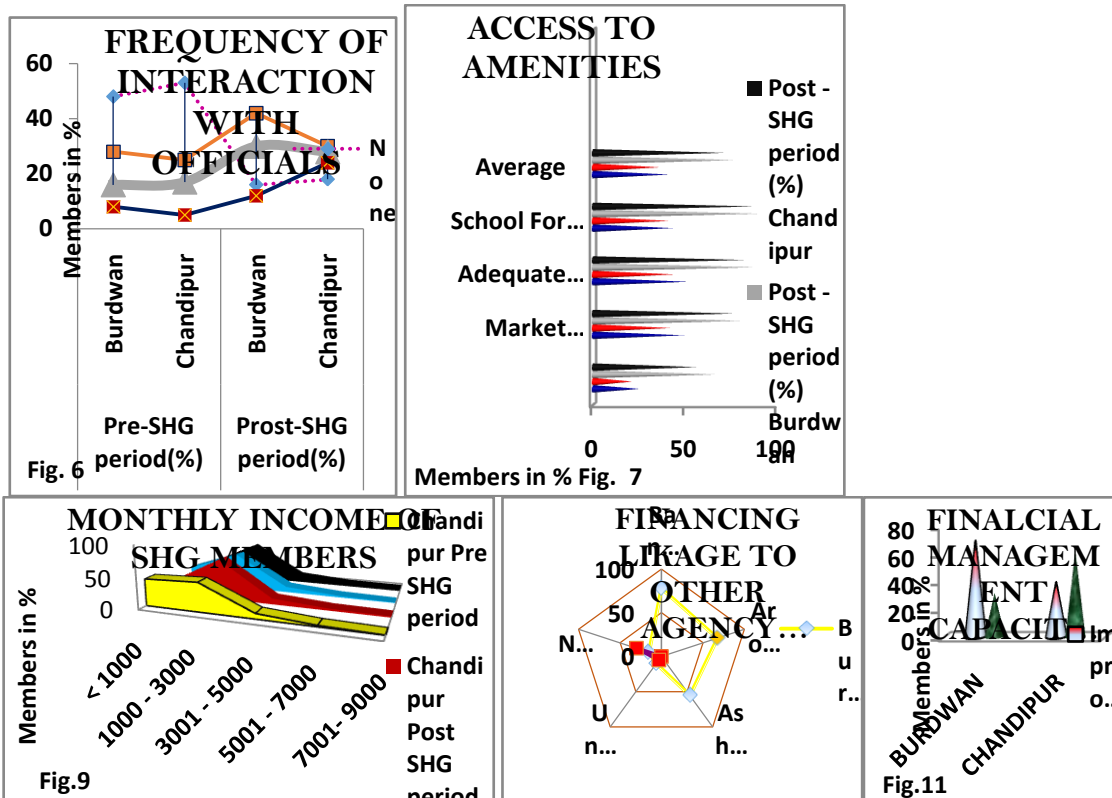 FREQUENCY OF
INTERACTION
WITH
OFFICIALS
Members in %
60
40
20
0
N
o
ne
Burdwan
Chandipur
Burdwan
Chandipur
Pre-SHG
period(%)
Prost-SHG
period(%)
Fig. 6
ACCESS TO
AMENITIES
Average
School For...
Adequate...
Market...
0
50
100
Post -
SHG
period
(%)
Chand
ipur
Post -
SHG
period
(%)
Burdw
an
Members in % Fig. 7
MONTHLY INCOME OF
SHG MEMBERS
Members in %
100
50
0
< 1000
1000 - 3000
3001 - 5000
5001 - 7000
7001- 9000
Chandi
pur Pre
SHG
period
Chandi
pur
Post
SHG
period
Fig.9
FINANCING
LIKAGE TO
OTHER
AGENCY...
Ba
n...
100
50
0
Ar
o...
As
h...
U
n...
N...
B
u
r...
FINALCIAL
MANAGEM
ENT
CAPACITY
Members in %
80
60
40
20
0
BURDWAN
CHANDIPUR
Im
pr
o...
Fig.11